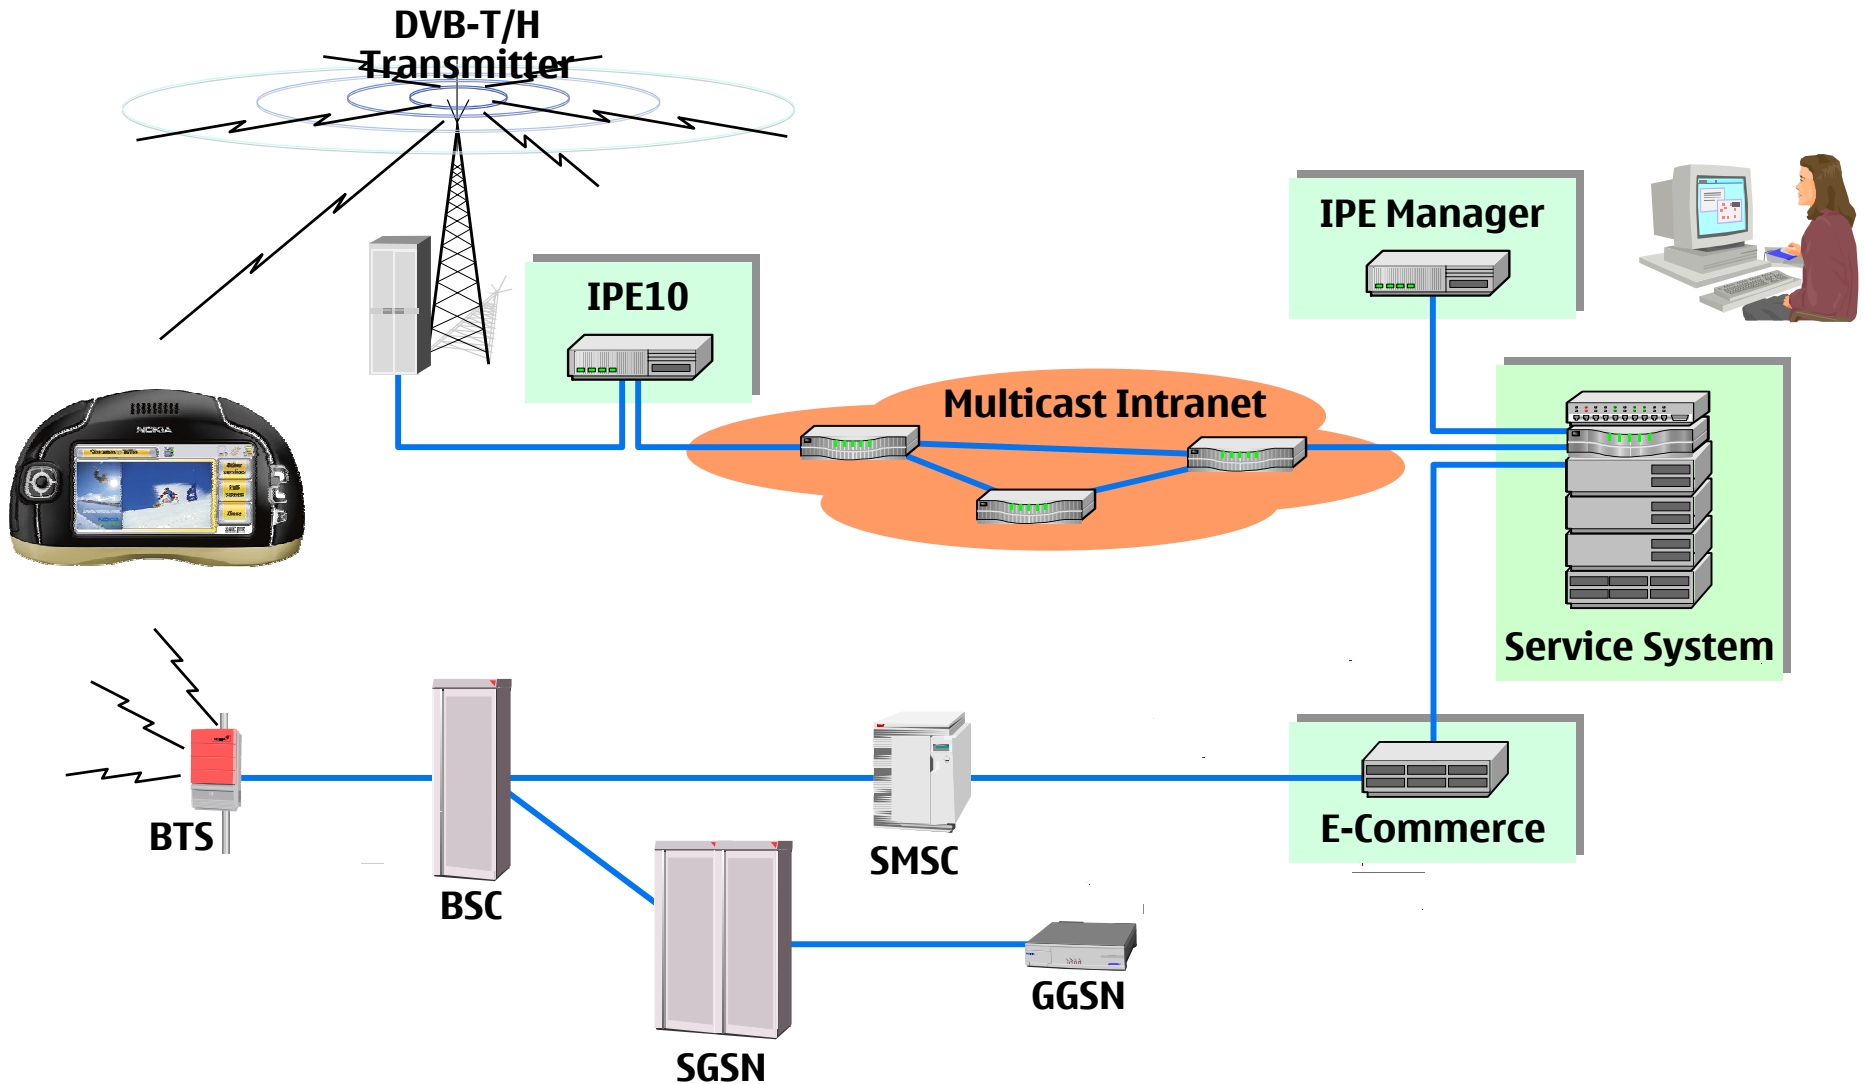 DVB-T/H
Transmitter
IPE Manager
IPE10
Multicast Intranet
NOKIA
Service System
BTS
E-Commerce
SMSC
BSC
GGSN
SGSN